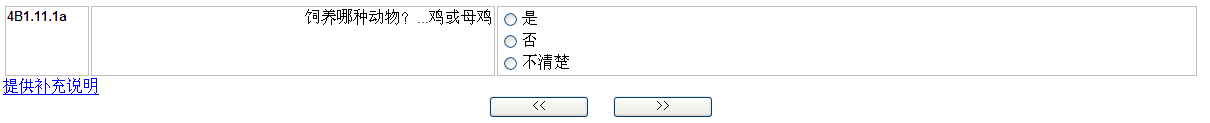 4B1.11.1a
饲养哪种动物？...鸡或母鸡
是
否
不清楚
提供补充说明
<<
>>